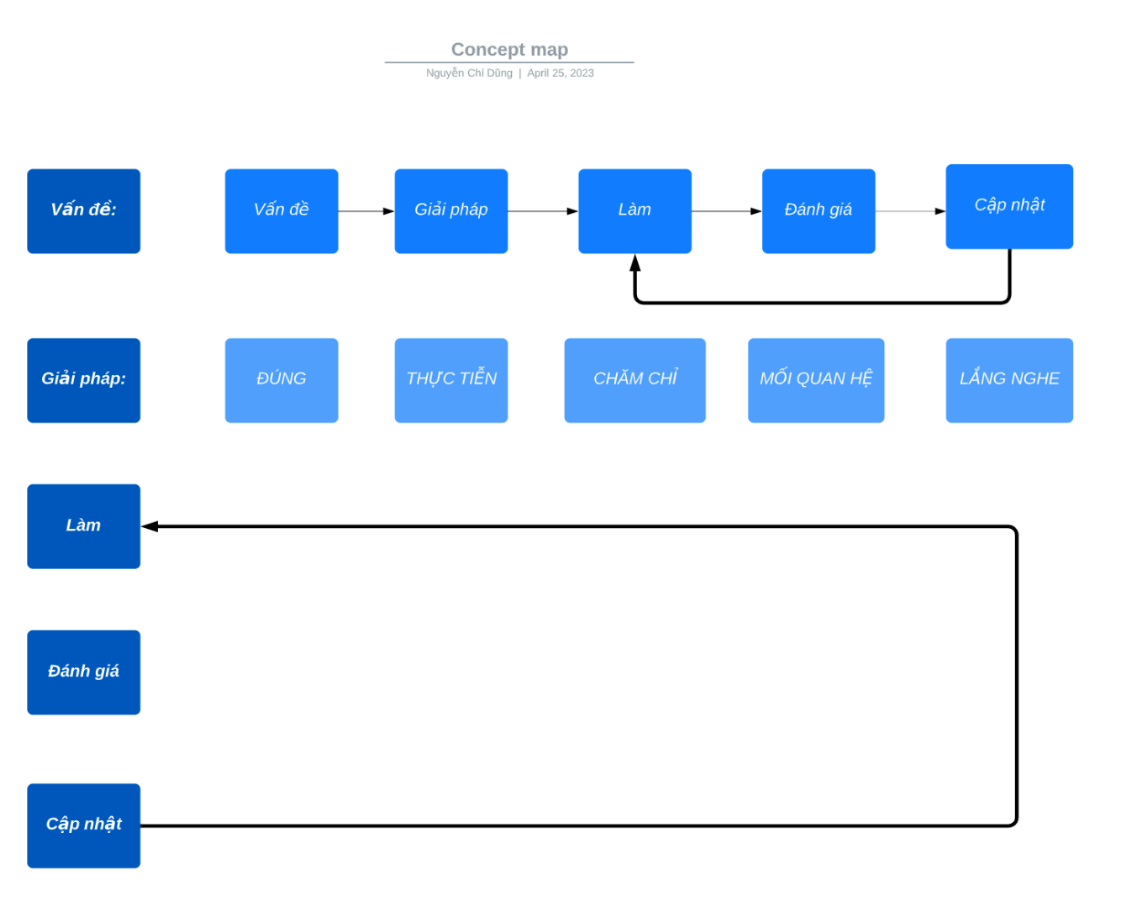 Concept map
Nguyễn Chí Dũng | April 25, 2023
Vấn đề:
Vấn đề
Giải pháp
Làm
Đánh giá
Cập nhật
Giải pháp:
ĐÚNG
THỰC TIỄN
CHĂM CHỈ
MỐI QUAN HỆ
LẮNG NGHE
Làm
Đánh giá
Cập nhật